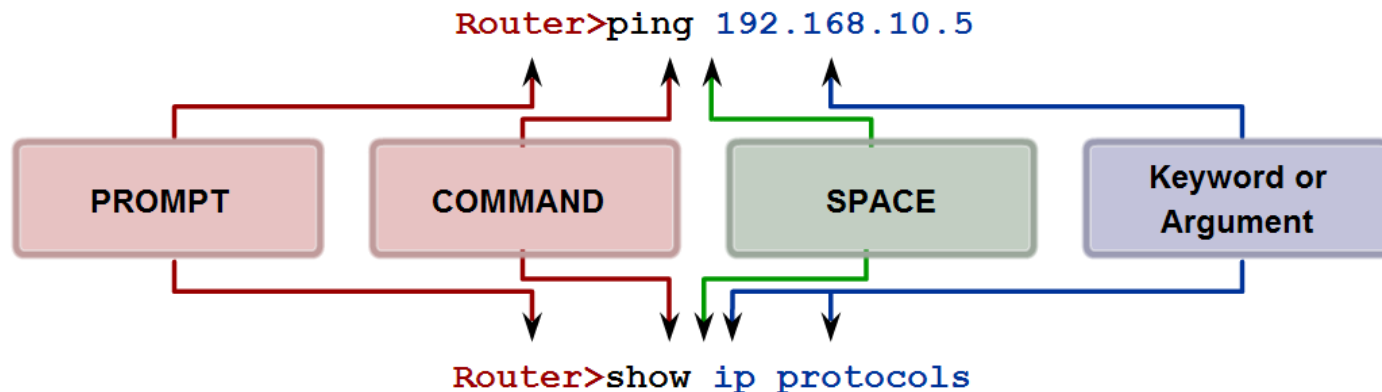 Router>ping 192.168.10.5
PROMPT
COMMAND
SPACE
Keyword or
Argument
Router>show ip protocols